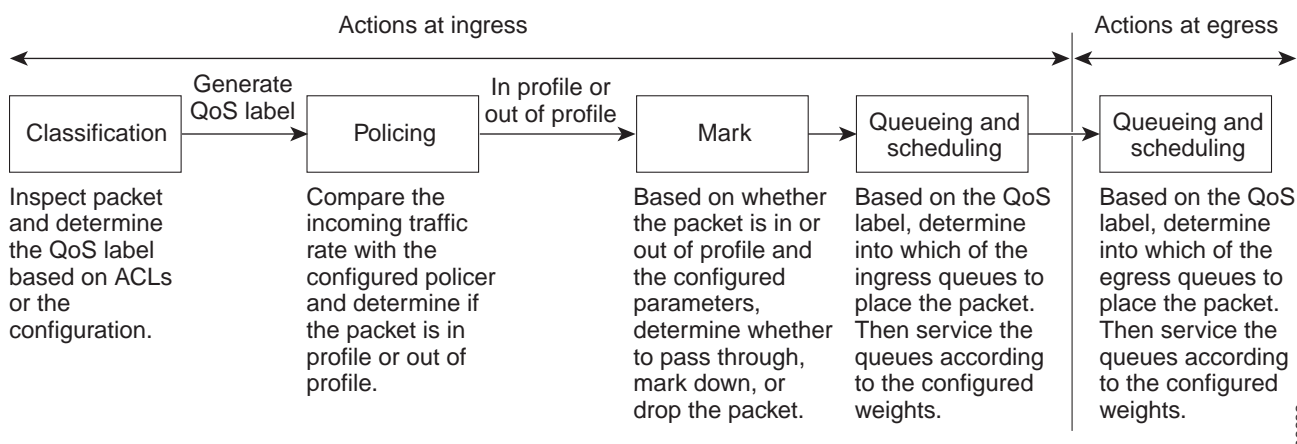 Actions at ingress
Actions at egress
Generate
QoS label
In profile or
out of profile
Classification
Policing
Mark
Queueing and
scheduling
Queueing and
scheduling
Inspect packet
and determine
the QoS label
based on ACLs
or the
configuration.
Compare the
incoming traffic
rate with the
configured policer
and determine if
the packet is in
profile or out of
profile.
Based on whether
the packet is in or
out of profile and
the configured
parameters,
determine whether
to pass through,
mark down, or
drop the packet.
Based on the QoS
label, determine
into which of the
ingress queues to
place the packet.
Then service the
queues according
to the configured
weights.
Based on the QoS
label, determine
into which of the
egress queues to
place the packet.
Then service the
queues according
to the configured
weights.